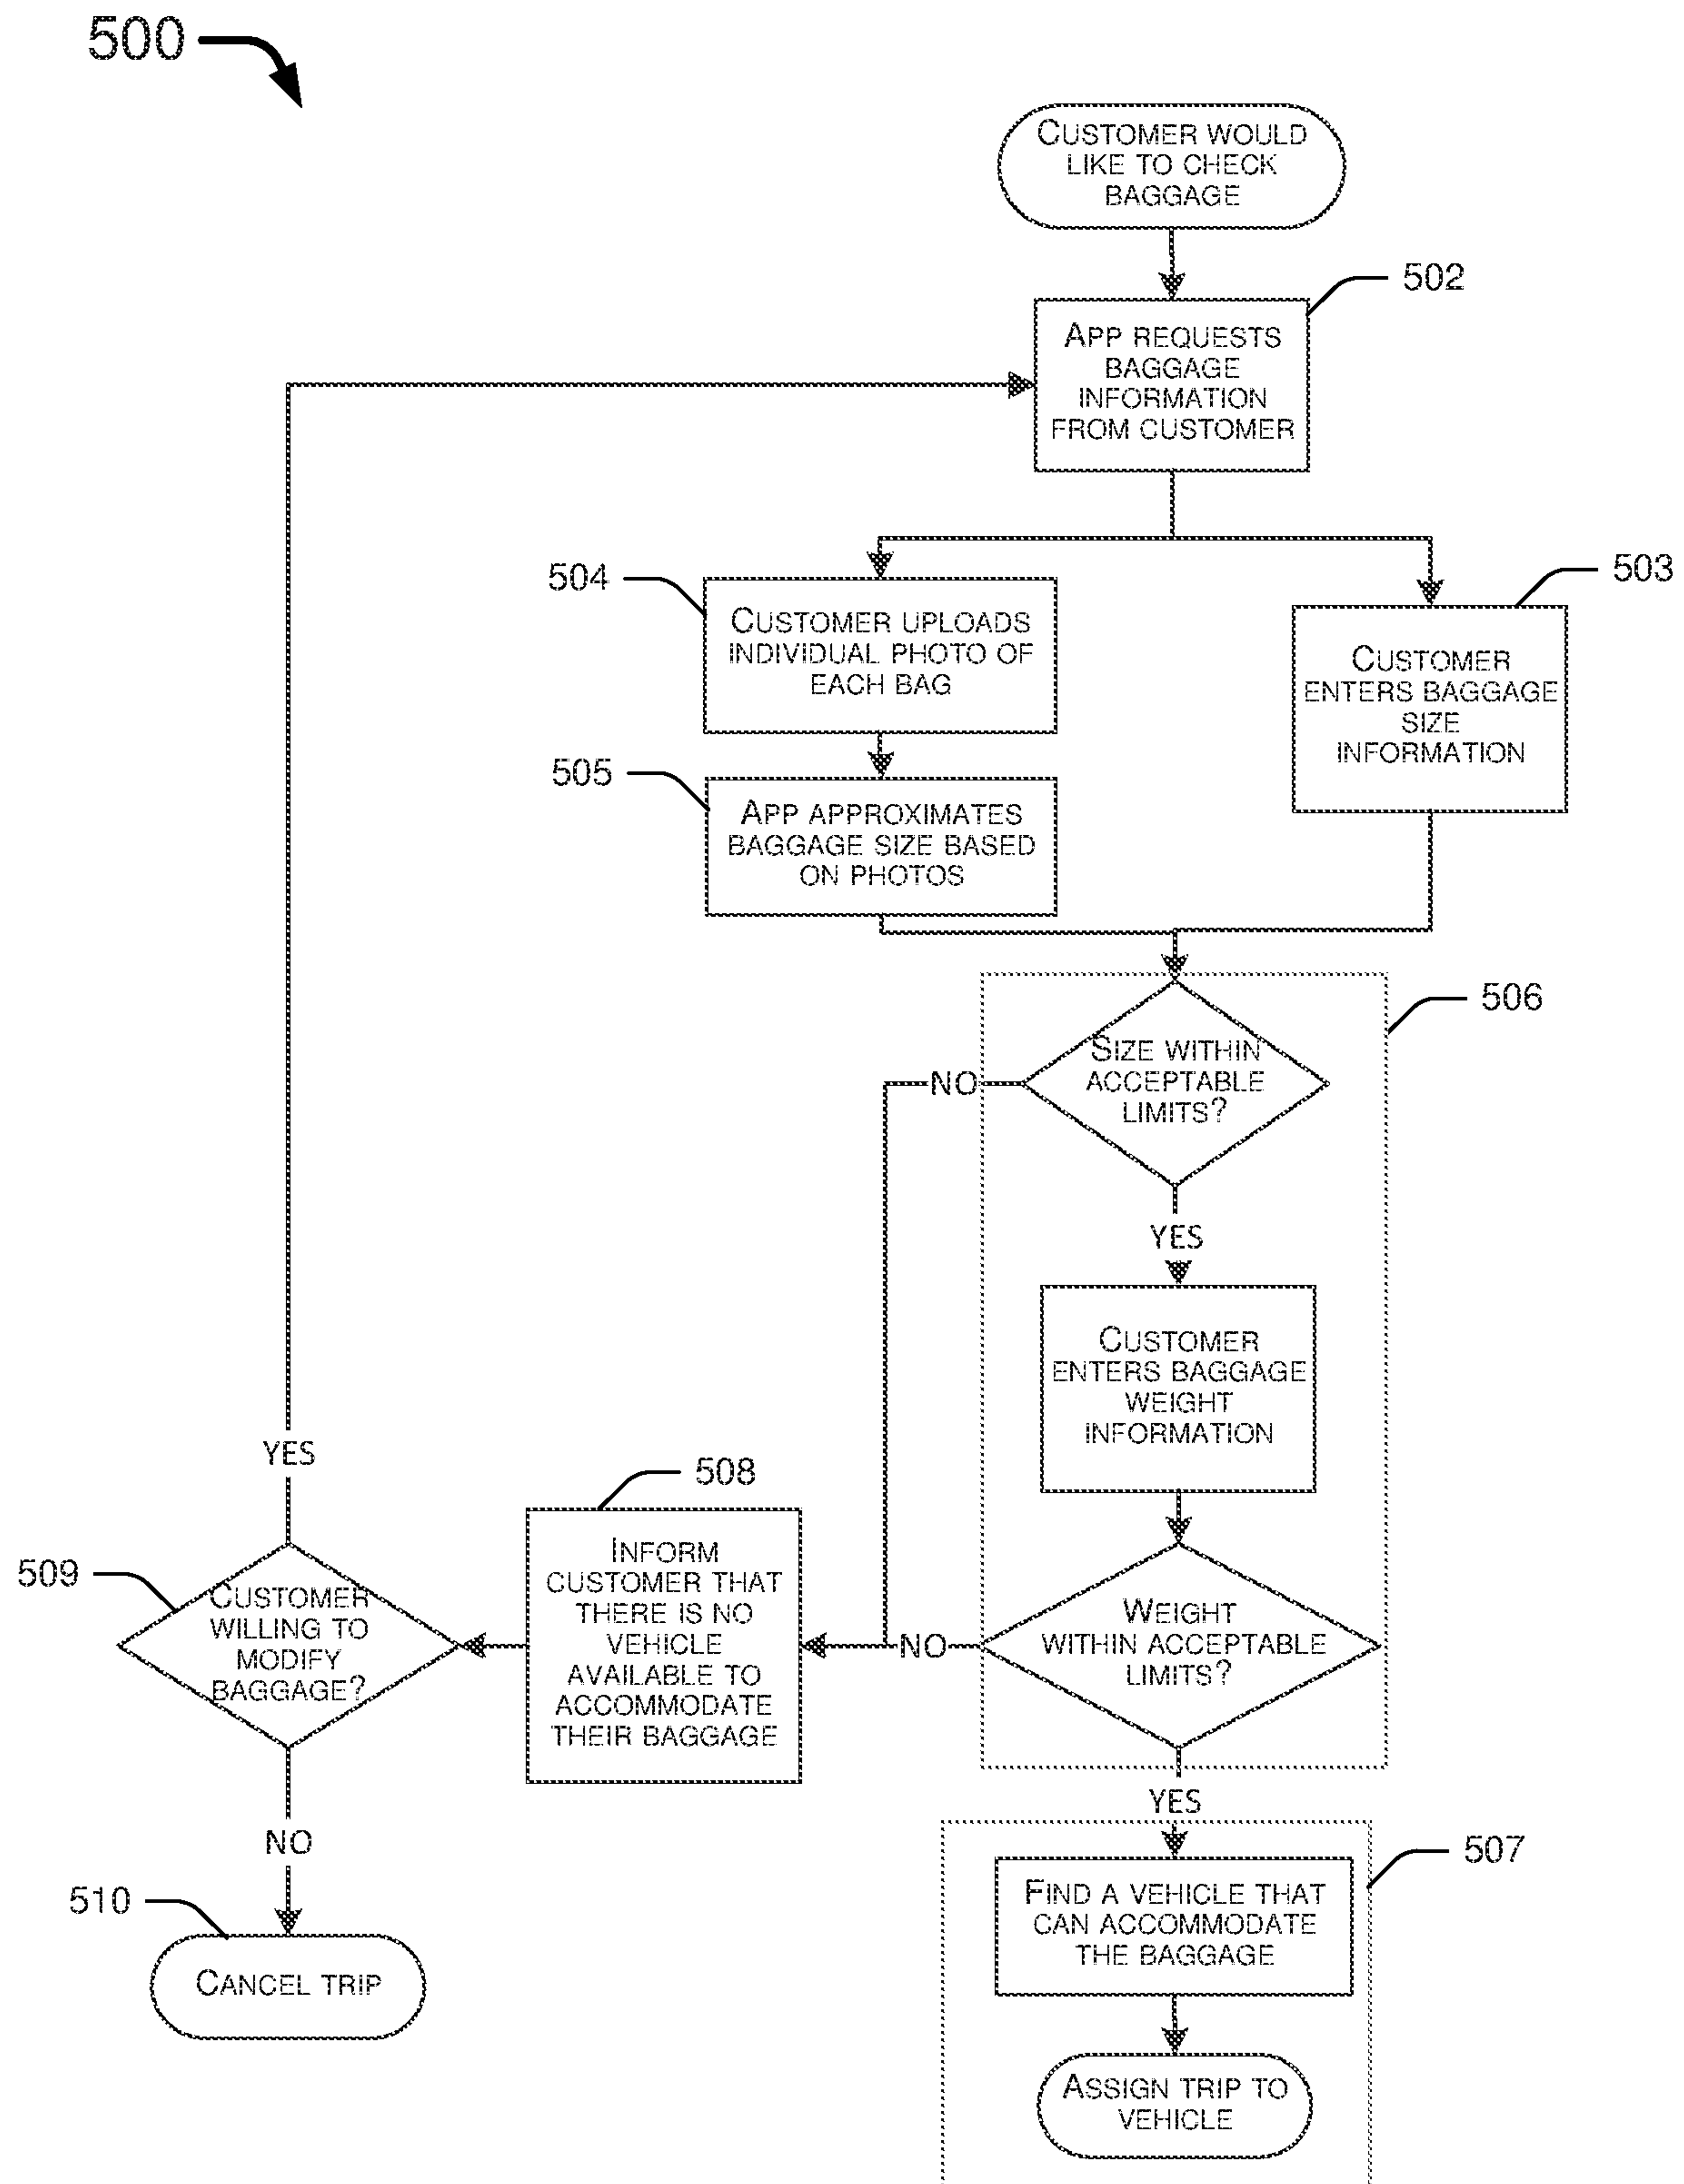 500
CUSTOMER WOULD
LIKE TO CHECK
BAGGAGE
502
APP REQUESTS
BAGGAGE
INFORMATION
FROM CUSTOMER
504
CUSTOMER UPLOADS
INDIVIDUAL PHOTO OF
EACH BAG
503
CUSTOMER
ENTERS BAGGAGE
SIZE
INFORMATION
505
APP APPROXIMATES
BAGGAGE SIZE BASED
ON PHOTOS
506
SIZE WITHIN
ACCEPTABLE
LIMITS?
NO
YES
CUSTOMER
ENTERS BAGGAGE
WEIGHT
INFORMATION
YES
508
INFORM
CUSTOMER THAT
THERE IS NO
VEHICLE
AVAILABLE TO
ACCOMMODATE
THEIR BAGGAGE
509
CUSTOMER
WILLING TO
MODIFY
BAGGAGE?
NO
WEIGHT
WITHIN ACCEPTABLE
LIMITS?
YES
NO
507
FIND A VEHICLE THAT
CAN ACCOMMODATE
THE BAGGAGE
510
CANCEL TRIP
ASSIGN TRIP TO
VEHICLE